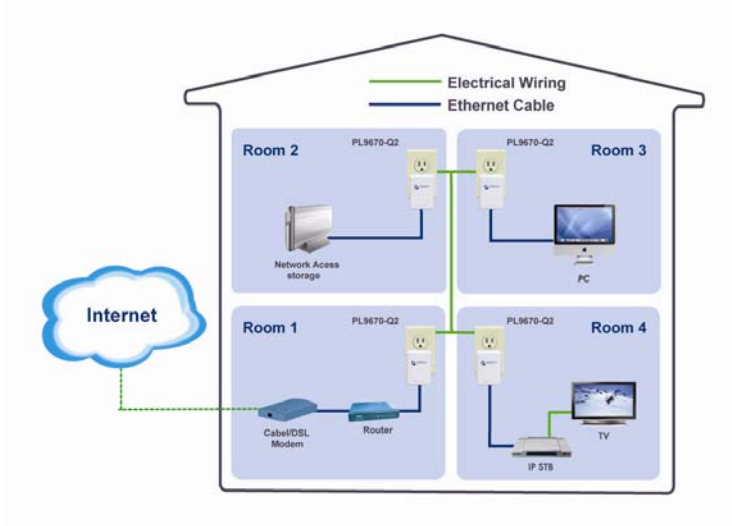 Electrical Wiring
Ethernet Cable
Room 2
PL9670-Q2
Network Acess
storage
PL9670-Q2
Room 3
PC
Internet
Room 1
PL9670-Q2
Cabel/DSL
Modem
Router
PL9670-Q2
Room 4
IP STB
TV